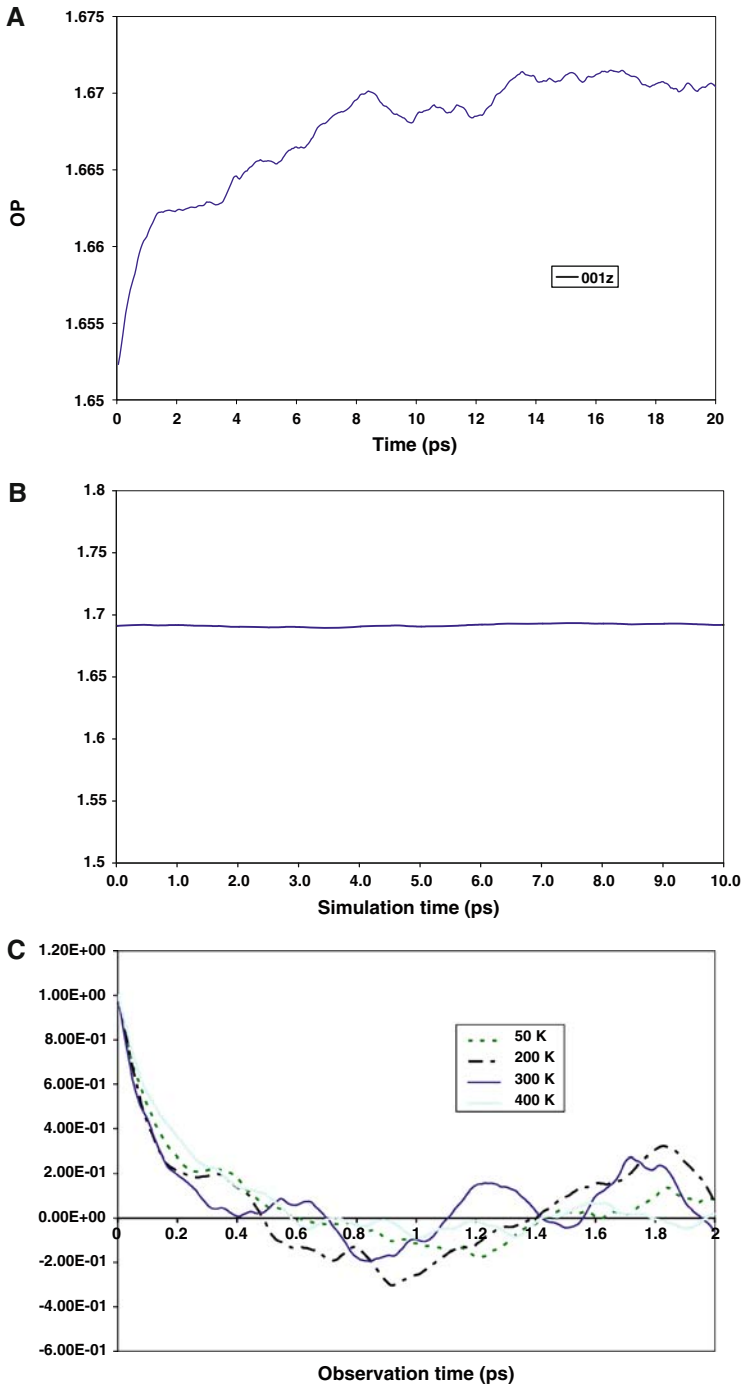 A
1.675
1.67
1.665
1.66
1.655
1.65
OP
001z
0 2 4 6 8 10 12 14 16 18 20
Time (ps)
B
1.8
1.75
1.7
1.65
1.6
1.55
1.5
0.0 1.0 2.0 3.0 4.0 5.0 6.0 7.0 8.0 9.0 10.0
Simulation time (ps)
C
1.20E+00
1.00E+00
8.00E-01
6.00E-01
4.00E-01
2.00E-01
0.00E+00
-2.00E-01
-4.00E-01
-6.00E-01
50 K
200 K
300 K
400 K
0 0.2 0.4 0.6 0.8 1 1.2 1.4 1.6 1.8 2
Observation time (ps)